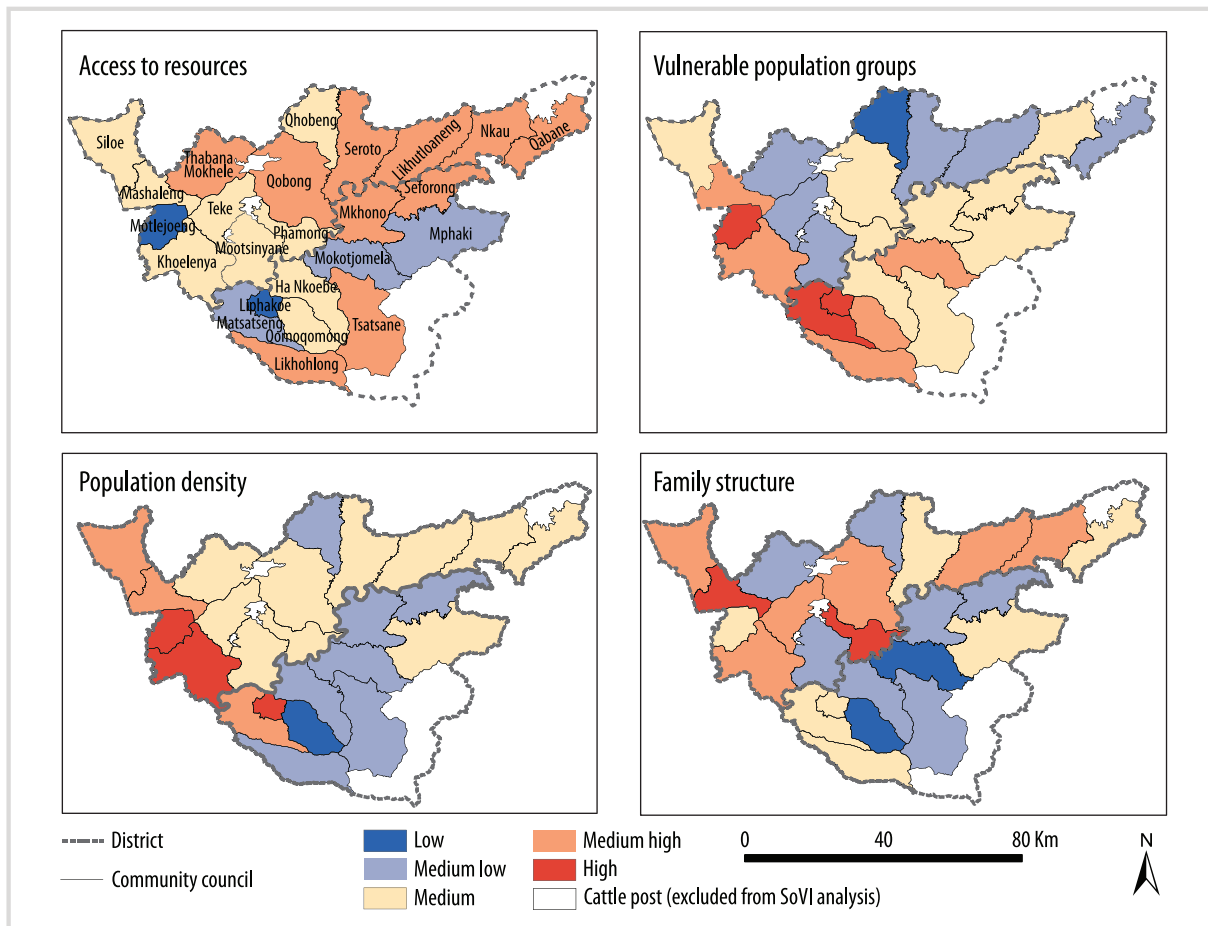 Access to resources
Qhobeng
Siloe
Thabana
Mokhele
Seroto
Likhutloaneng
Nkau
Qabane
Mashaleng
Teke
Qobong
Seforong
Mkhono
Motlejoeng
Mootsinyane
Phamong
Mphaki
Khoelenya
Mokotjomela
Ha Nkoebe
Liphakoe
Matsatseng
Qomoqomong
Tsatsane
Likhohlong
Vulnerable population groups
Population density
Family structure
District
Community council
Low
Medium low
Medium
Medium high
High
Cattle post (excluded from SoVI analysis)
0 40 80 Km
N